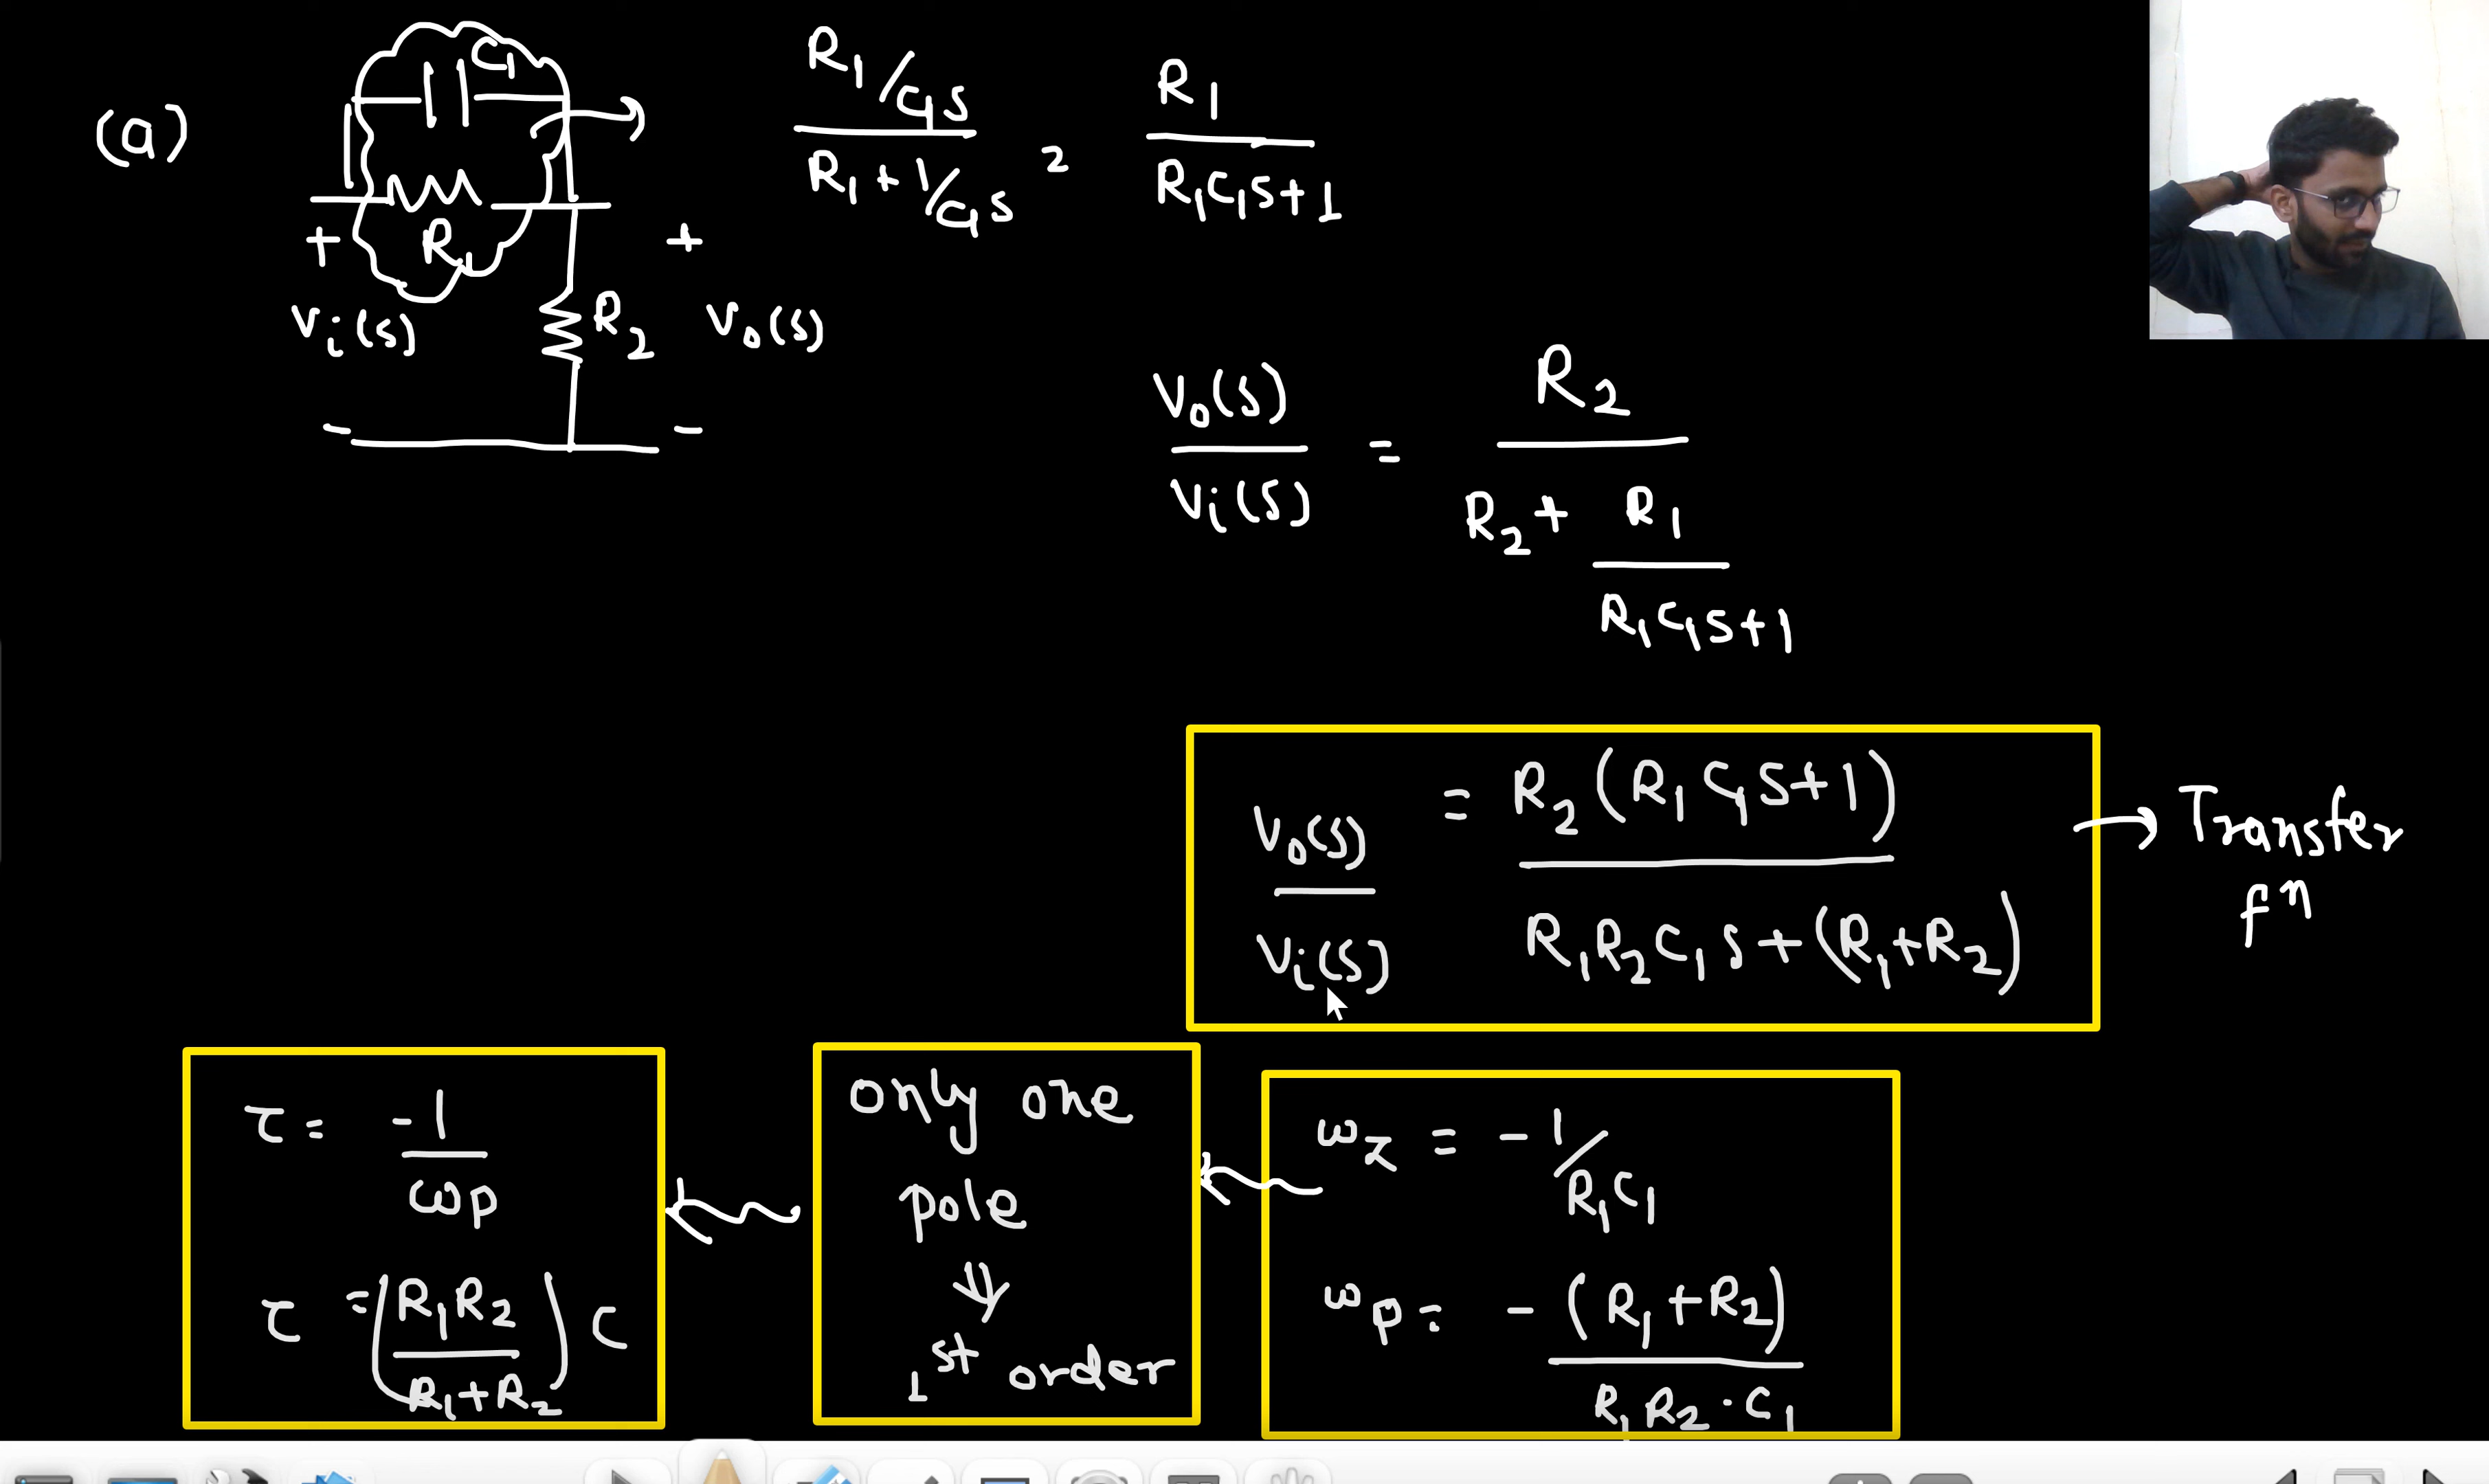 (a)
C1
R1
+
Vi(s)
-
R2
+
Vo(s)
-
R1/C1s
R1 + 1/C1s
=
R1
R1C1s+1
Vo(s)
Vi(s)
=
R2
R2 + R1
R1C1s+1
Vo(s)
Vi(s)
= R2 (R1C1s+1)
R1R2C1s+(R1+R2)
→ Transfer
fn
τ = -1
ωp
τ = (R1R2
R1+R2) C
only one
pole
⇓
1st order
ωz = - 1/R1C1
ωp = - (R1+R2)
R1R2·C1